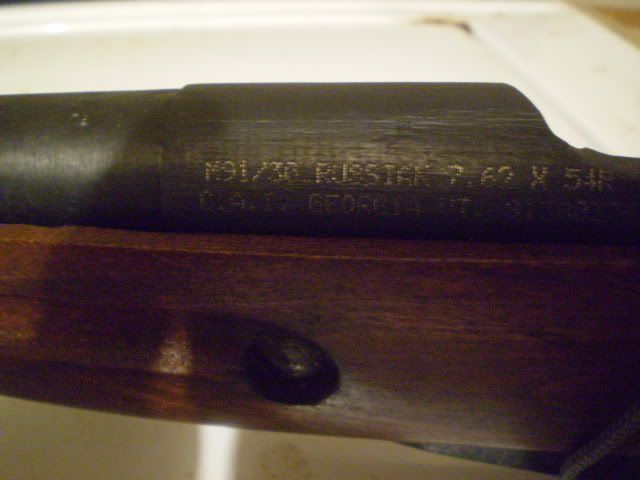 M91/30 RUSSIAN 7.62 X 54R
C.A.I. GEORGIA VT.